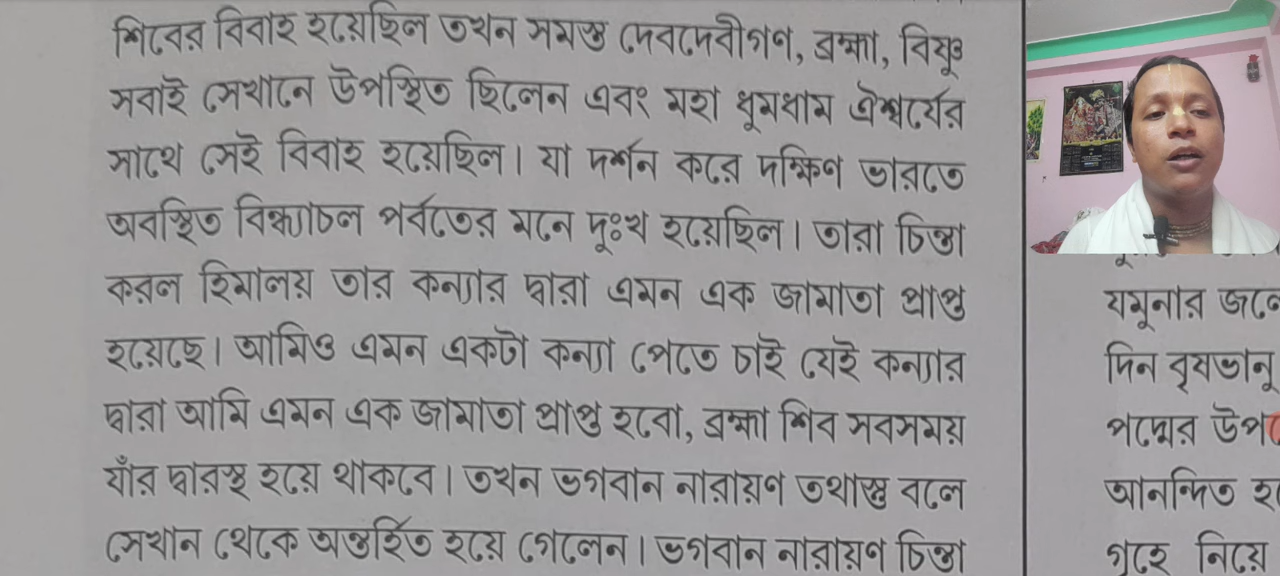 শিবের বিবাহ হয়েছিল তখন সমস্ত দেবদেবীগণ, ব্রহ্মা, বিষ্ণু
সবাই সেখানে উপস্থিত ছিলেন এবং মহা ধুমধাম ঐশ্বর্যের
সাথে সেই বিবাহ হয়েছিল। যা দর্শন করে দক্ষিণ ভারতে
অবস্থিত বিন্ধ্যাচল পর্বতের মনে দুঃখ হয়েছিল। তারা চিন্তা
করল হিমালয় তার কন্যার দ্বারা এমন এক জামাতা প্রাপ্ত
হয়েছে। আমিও এমন একটা কন্যা পেতে চাই যেই কন্যার
দ্বারা আমি এমন এক জামাতা প্রাপ্ত হবো, ব্রহ্মা শিব সবসময়
যাঁর দ্বারস্থ হয়ে থাকবে। তখন ভগবান নারায়ণ তথাস্তু বলে
সেখান থেকে অন্তর্হিত হয়ে গেলেন। ভগবান নারায়ণ চিন্তা
যমুনার
দিন বৃষভানু
পদ্মের
আনন্দিত
গৃহে নিয়ে